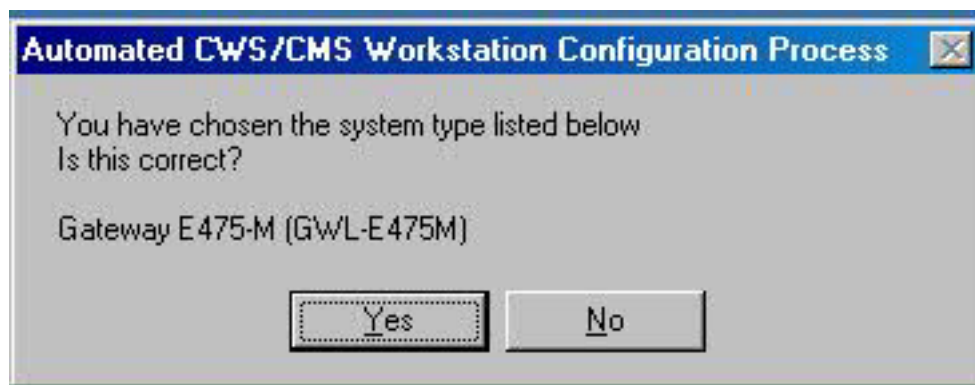 Automated CWS/CMS Workstation Configuration Process
You have chosen the system type listed below
Is this correct?
Gateway E475-M (GWL-E475M)
Yes
No